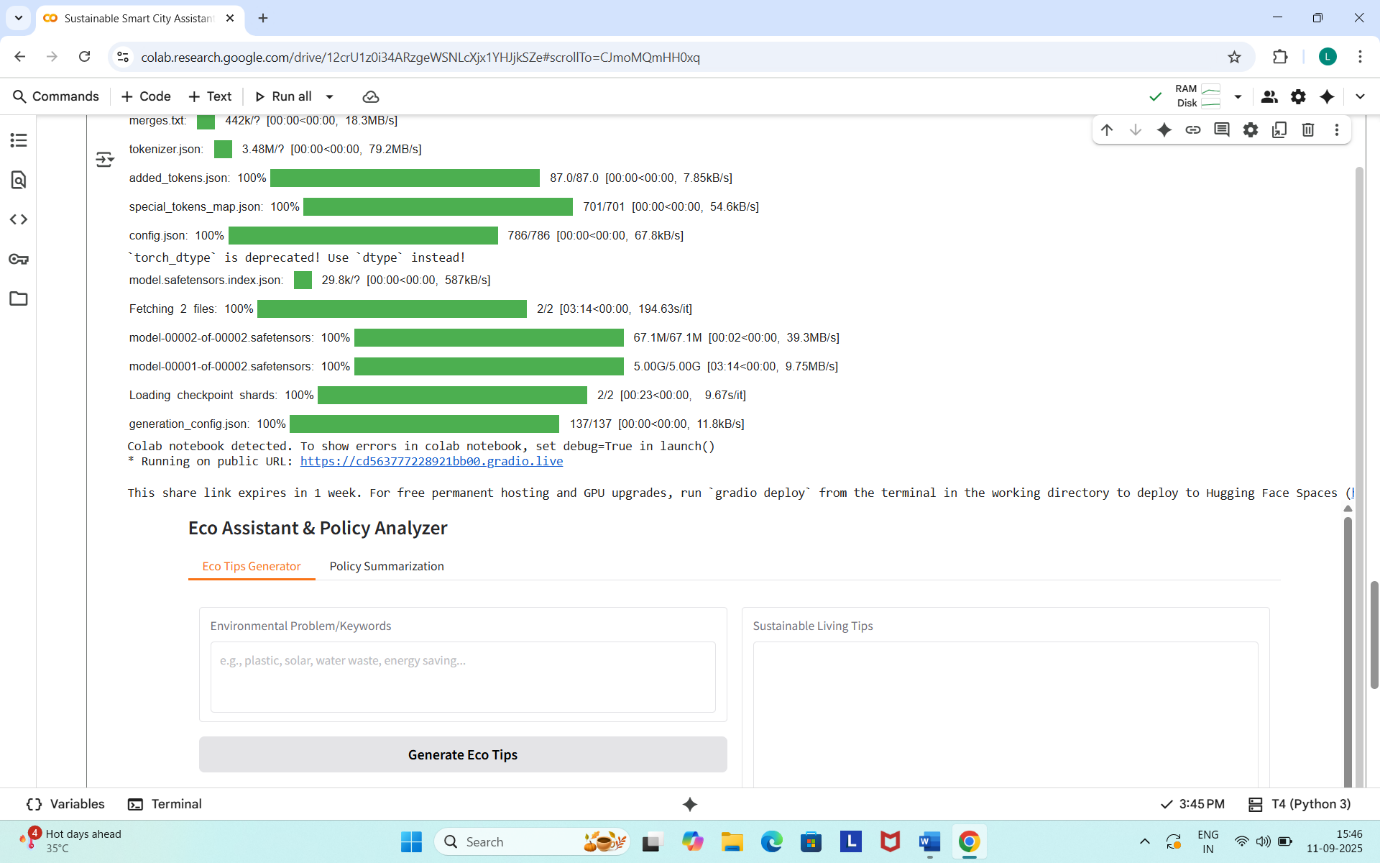 Sustainable Smart City Assistan
colab.research.google.com/drive/12crU1z0i34ARzgeWSNLcXjx1YHJjkSZe#scrollTo=CJmoMQmHH0xq
L
Commands + Code + Text Run all
RAM
Disk
merges.txt: 442k/? [00:00<00:00, 18.3MB/s]
tokenizer.json: 3.48M/? [00:00<00:00, 79.2MB/s]
added_tokens.json: 100% 87.0/87.0 [00:00<00:00, 7.85kB/s]
special_tokens_map.json: 100% 701/701 [00:00<00:00, 54.6kB/s]
config.json: 100% 786/786 [00:00<00:00, 67.8kB/s]
`torch_dtype` is deprecated! Use `dtype` instead!
model.safetensors.index.json: 29.8k/? [00:00<00:00, 587kB/s]
Fetching 2 files: 100% 2/2 [03:14<00:00, 194.63s/it]
model-00002-of-00002.safetensors: 100% 67.1M/67.1M [00:02<00:00, 39.3MB/s]
model-00001-of-00002.safetensors: 100% 5.00G/5.00G [03:14<00:00, 9.75MB/s]
Loading checkpoint shards: 100% 2/2 [00:23<00:00, 9.67s/it]
generation_config.json: 100% 137/137 [00:00<00:00, 11.8kB/s]
Colab notebook detected. To show errors in colab notebook, set debug=True in launch()
* Running on public URL: https://cd563777228921bb00.gradio.live
This share link expires in 1 week. For free permanent hosting and GPU upgrades, run `gradio deploy` from the terminal in the working directory to deploy to Hugging Face Spaces (
Eco Assistant & Policy Analyzer
Eco Tips Generator Policy Summarization
Environmental Problem/Keywords
e.g., plastic, solar, water waste, energy saving...
Generate Eco Tips
Sustainable Living Tips
{} Variables Terminal 3:45 PM T4 (Python 3)
4
Hot days ahead
35°C
Search
L
W
ENG
IN
15:46
11-09-2025